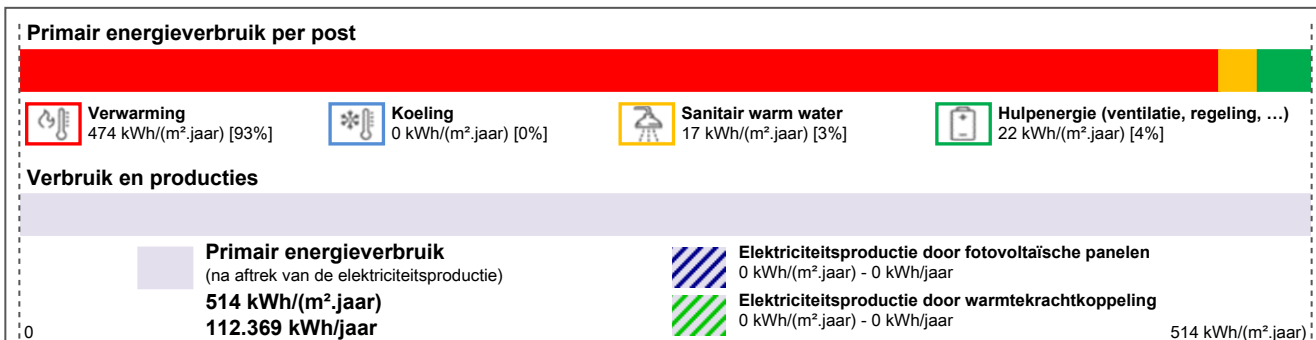 Primair energieverbruik per post
Verwarming
474 kWh/(m².jaar) [93%]
Koeling
0 kWh/(m².jaar) [0%]
Sanitair warm water
17 kWh/(m².jaar) [3%]
Hulpenergie (ventilatie, regeling, …)
22 kWh/(m².jaar) [4%]
Verbruik en producties
Primair energieverbruik
(na aftrek van de elektriciteitsproductie)
514 kWh/(m².jaar)
112.369 kWh/jaar
Elektriciteitsproductie door fotovoltaïsche panelen
0 kWh/(m².jaar) - 0 kWh/jaar
Elektriciteitsproductie door warmtekrachtkoppeling
0 kWh/(m².jaar) - 0 kWh/jaar
0
514 kWh/(m².jaar)